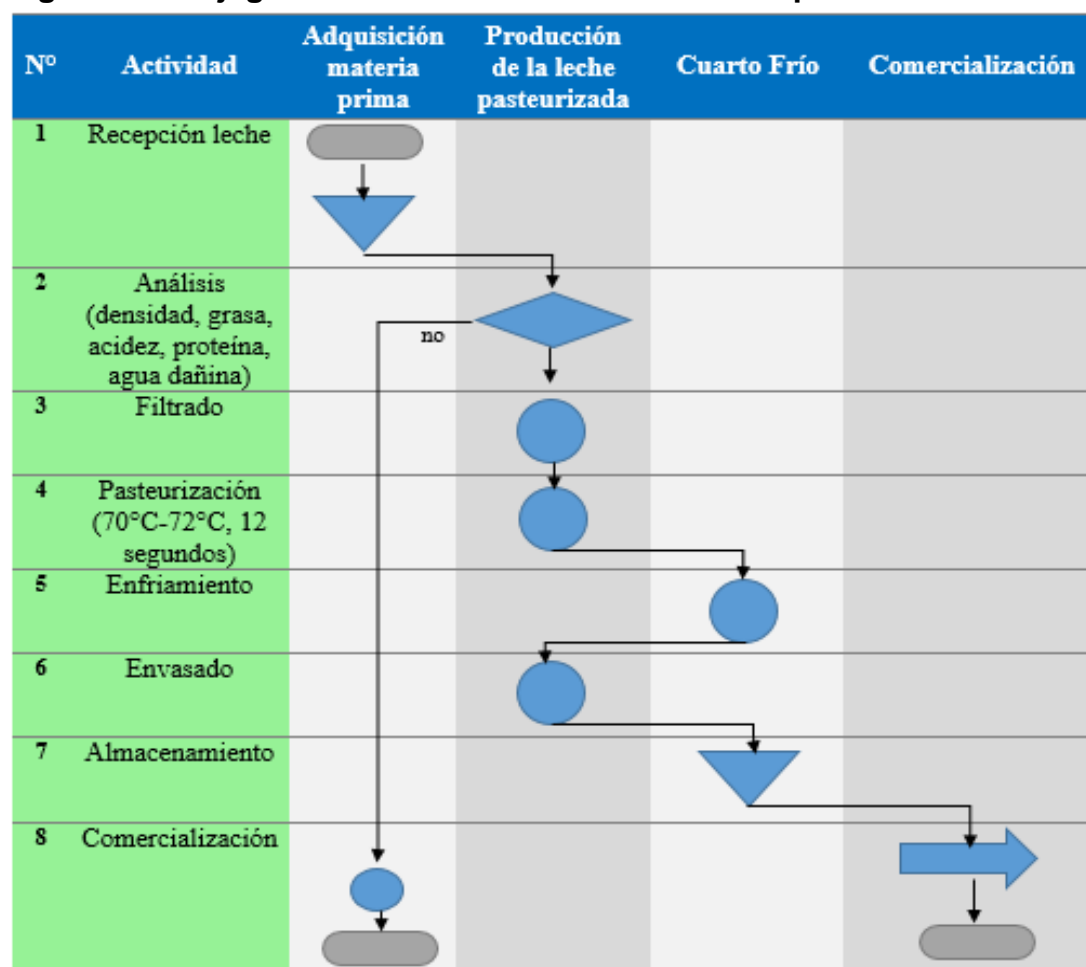 N°
Actividad
Adquisición
materia
prima
Producción
de la leche
pasteurizada
Cuarto Frío
Comercialización
1
Recepción leche
2
Análisis
(densidad, grasa,
acidez, proteína,
agua dañina)
no
3
Filtrado
4
Pasteurización
(70°C-72°C, 12
segundos)
5
Enfriamiento
6
Envasado
7
Almacenamiento
8
Comercialización